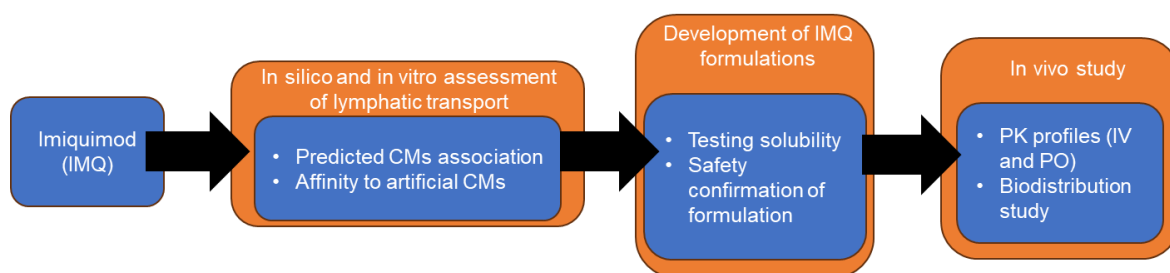 Imiquimod
(IMQ)
In silico and in vitro assessment
of lymphatic transport
• Predicted CMs association
• Affinity to artificial CMs
Development of IMQ
formulations
• Testing solubility
• Safety
confirmation of
formulation
In vivo study
• PK profiles (IV
and PO)
• Biodistribution
study